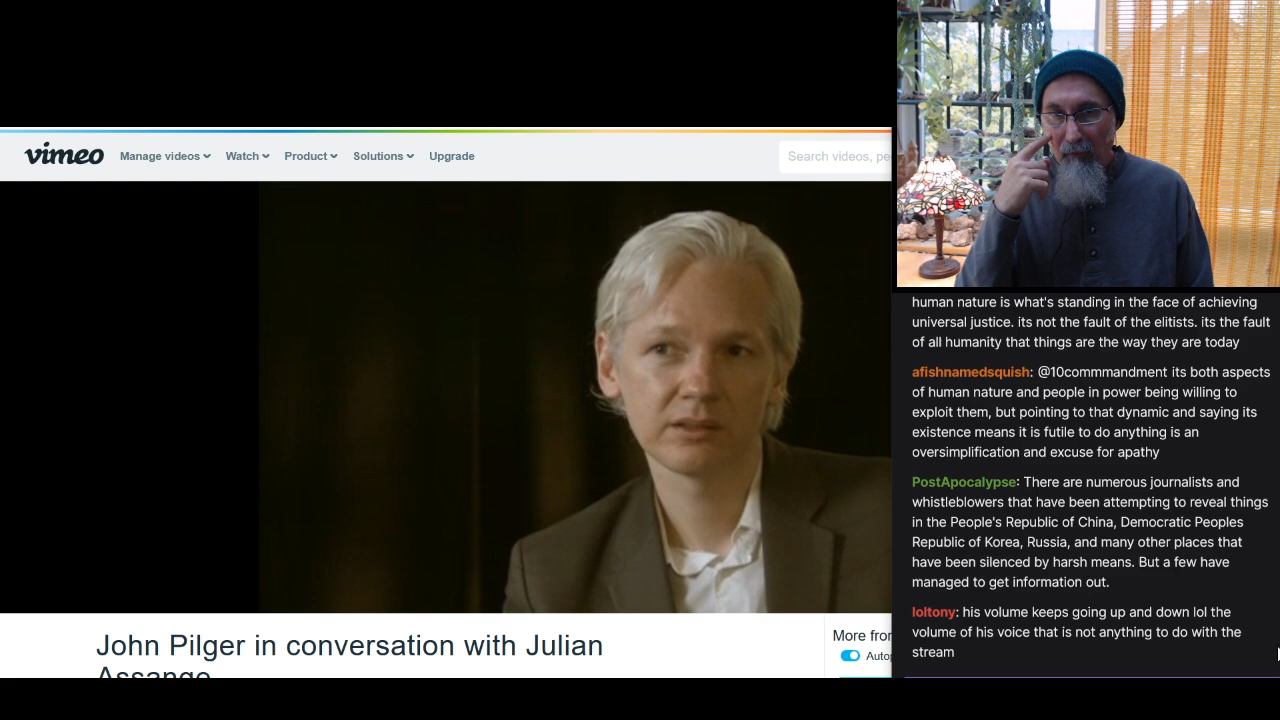 vimeo
Manage videos
Watch
Product
Solutions
Upgrade
Search videos, pe
John Pilger in conversation with Julian
Assange
More from
Autop
human nature is what's standing in the face of achieving
universal justice. its not the fault of the elitists. its the fault
of all humanity that things are the way they are today
afishnamedsquish: @10commmandment its both aspects
of human nature and people in power being willing to
exploit them, but pointing to that dynamic and saying its
existence means it is futile to do anything is an
oversimplification and excuse for apathy
PostApocalypse: There are numerous journalists and
whistleblowers that have been attempting to reveal things
in the People's Republic of China, Democratic Peoples
Republic of Korea, Russia, and many other places that
have been silenced by harsh means. But a few have
managed to get information out.
loltony: his volume keeps going up and down lol the
volume of his voice that is not anything to do with the
stream